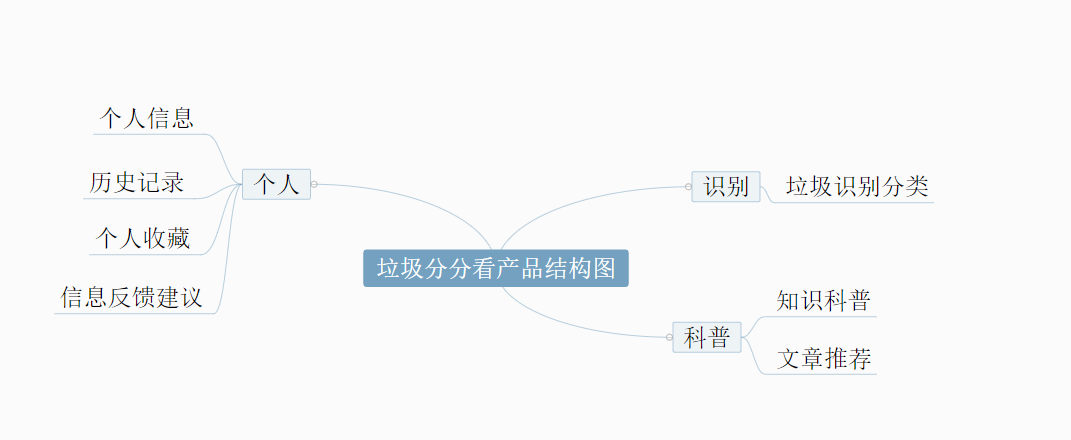 垃圾分分看产品结构图
个人
个人信息
历史记录
个人收藏
信息反馈建议
识别
垃圾识别分类
科普
知识科普
文章推荐